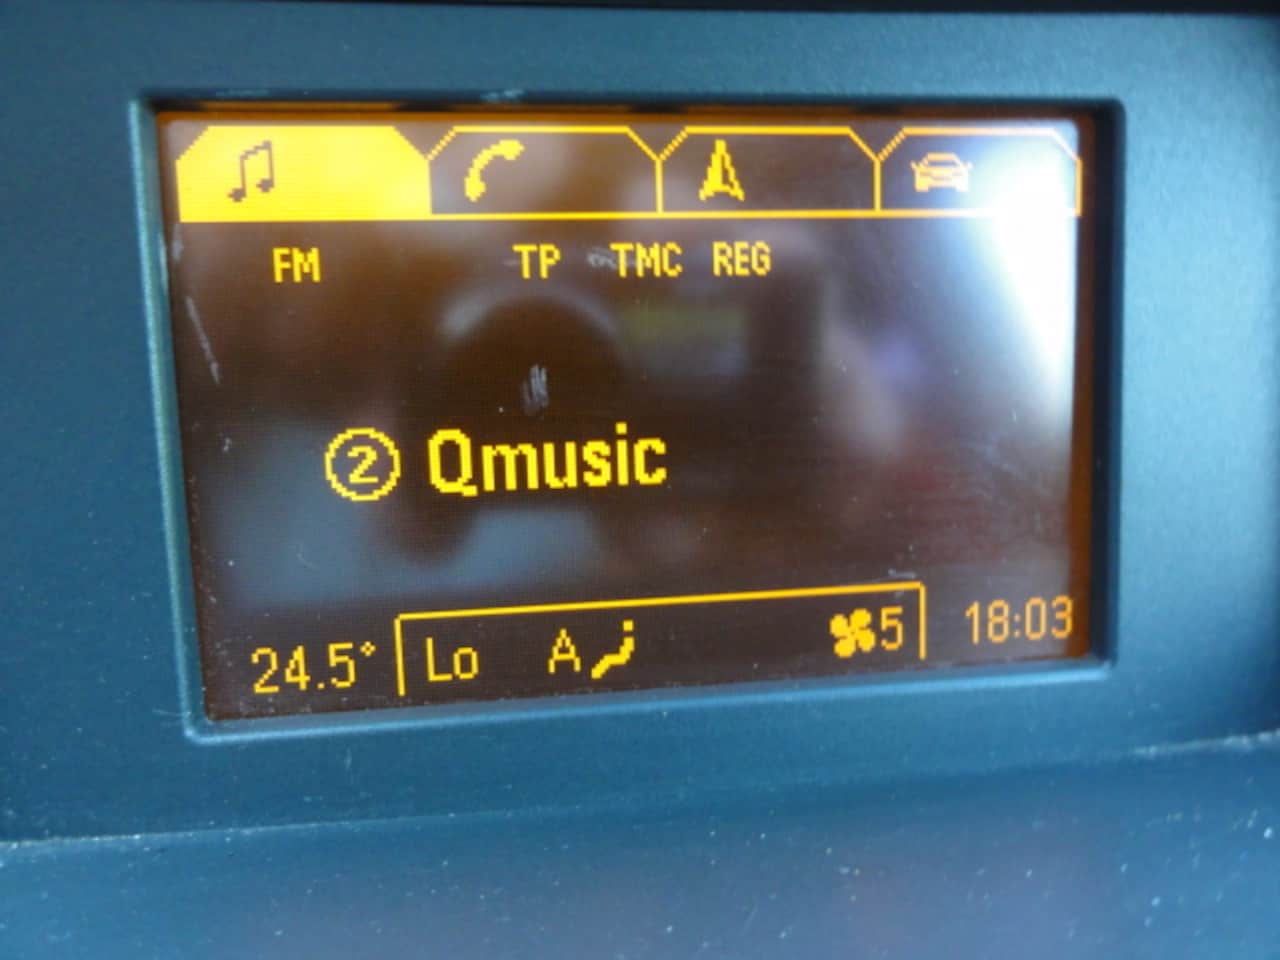 FM TP TMC REG
2 Qmusic
24.5° Lo A 5 18:03